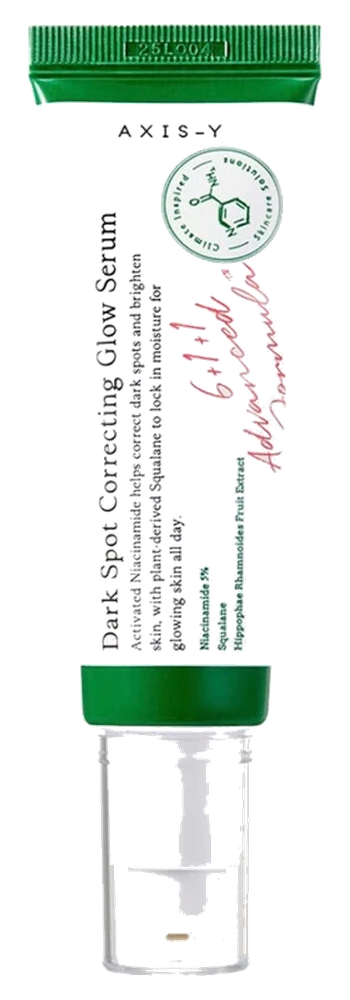 25L004
AXIS-Y
Climate Inspired
Skincare Solutions
O
NH₂
N
Dark Spot Correcting Glow Serum
Activated Niacinamide helps correct dark spots and brighten
skin, with plant-derived Squalane to lock in moisture for
glowing skin all day.
6+1+1
Advanced™
Formula
Niacinamide 5%
Squalane
Hippophae Rhamnoides Fruit Extract